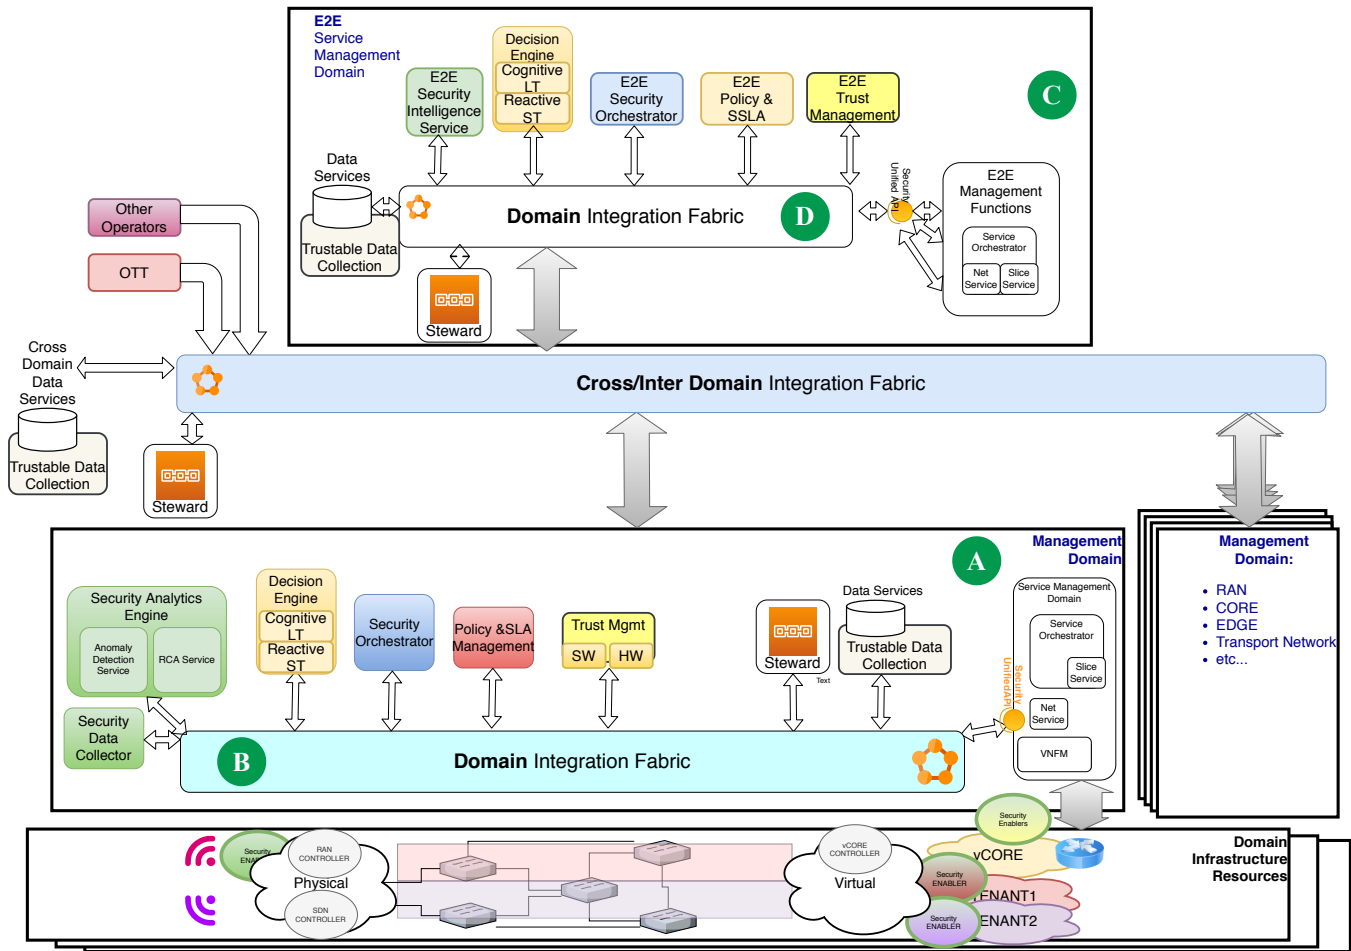 E2E
Service
Management
Domain
E2E
Security
Intelligence
Service
Decision
Engine
Cognitive
LT
Reactive
ST
E2E
Security
Orchestrator
E2E
Policy &
SSLA
E2E
Trust
Management
C
Data
Services
Trustable Data
Collection
Domain Integration Fabric
D
Security
Unified API
E2E
Management
Functions
Service
Orchestrator
Net
Service
Slice
Service
Steward
Other
Operators
OTT
Cross
Domain
Data
Services
Trustable Data
Collection
Steward
Cross/Inter Domain Integration Fabric
A
Management
Domain
Security Analytics
Engine
Anomaly
Detection
Service
RCA Service
Security
Data
Collector
Decision
Engine
Cognitive
LT
Reactive
ST
Security
Orchestrator
Policy &SLA
Management
Trust Mgmt
SW
HW
Steward
Text
Data Services
Trustable Data
Collection
B
Domain Integration Fabric
Security
UnifiedAPI
Service Management
Domain
Service
Orchestrator
Slice
Service
Net
Service
VNFM
Management
Domain:
• RAN
• CORE
• EDGE
• Transport Network
• etc...
Security
RAN
CONTROLLER
Physical
SDN
CONTROLLER
vCORE
CONTROLLER
Virtual
Security
Enablers
vCORE
Security
ENABLER
TENANT1
Security
ENABLER
ENANT2
Domain
Infrastructure
Resources